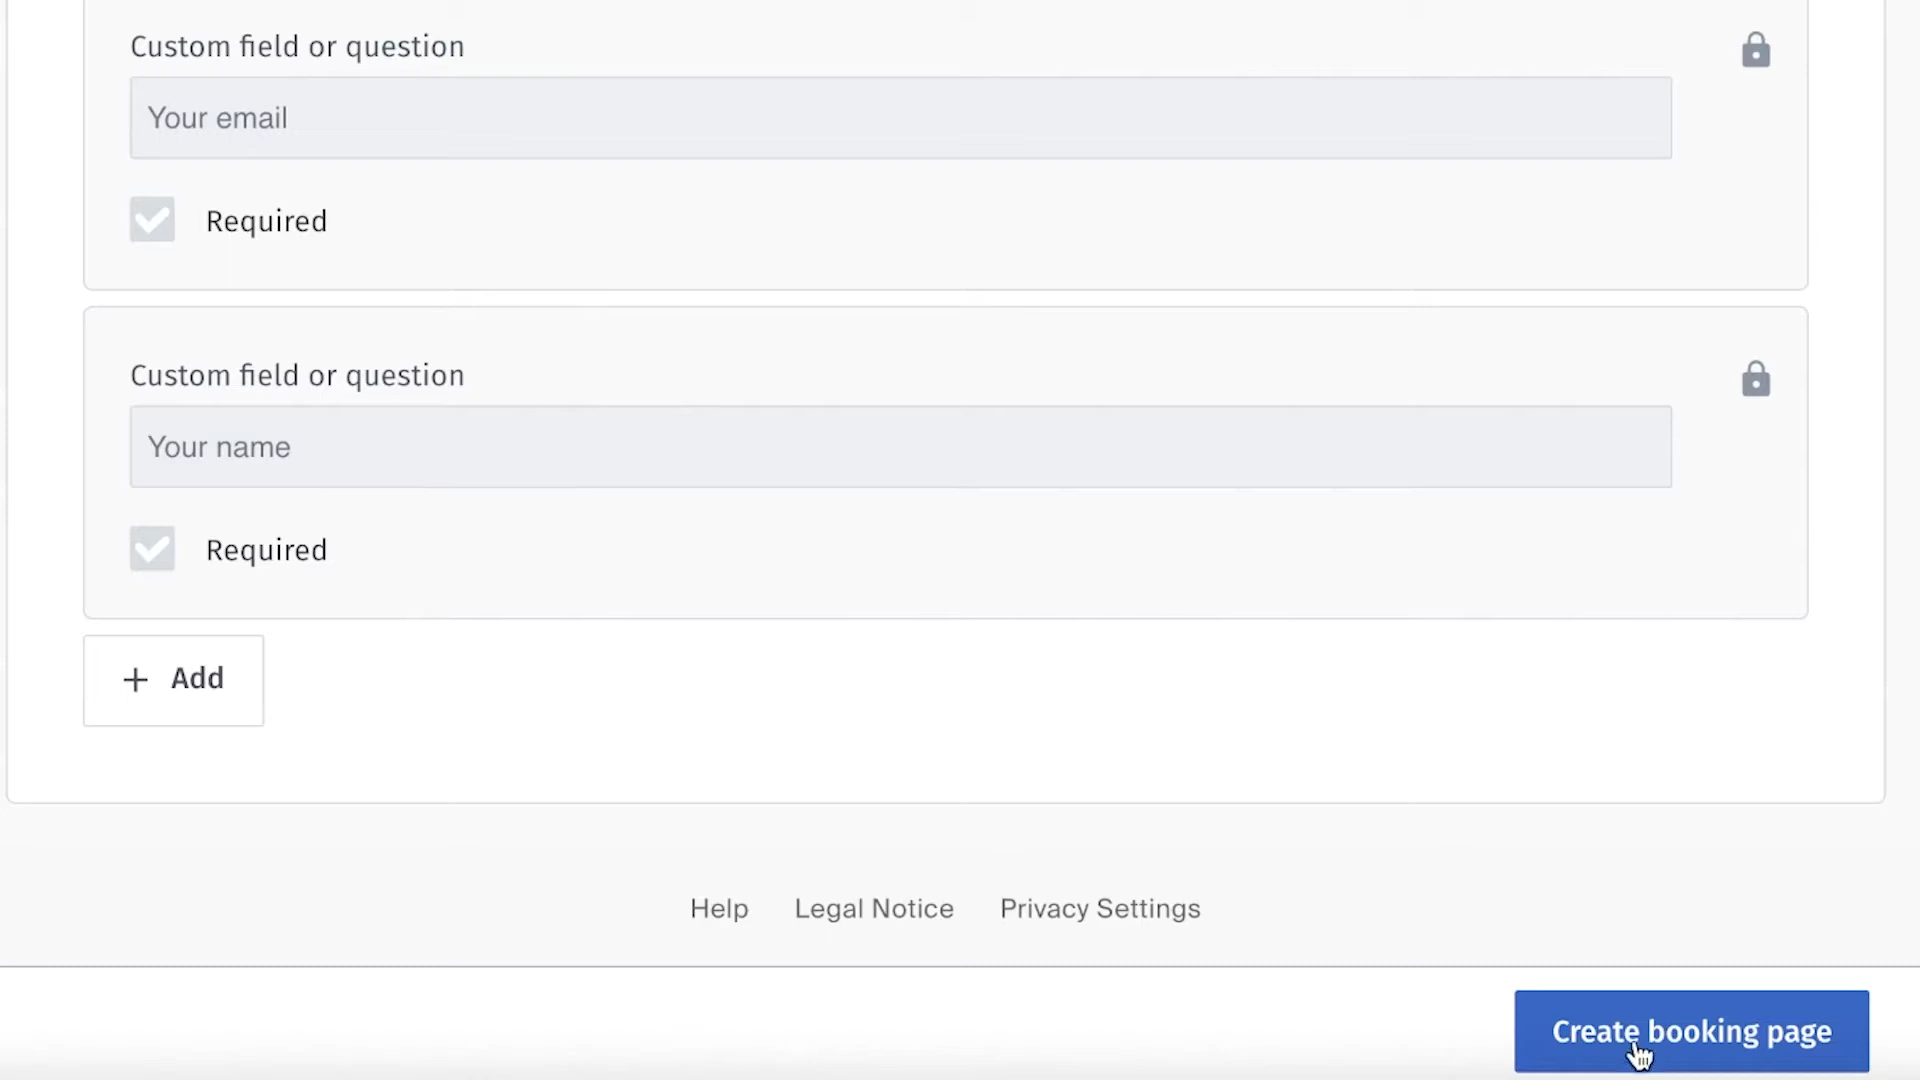 Custom field or question
Your email
Required
Custom field or question
Your name
Required
+ Add
Help Legal Notice Privacy Settings
Create booking page